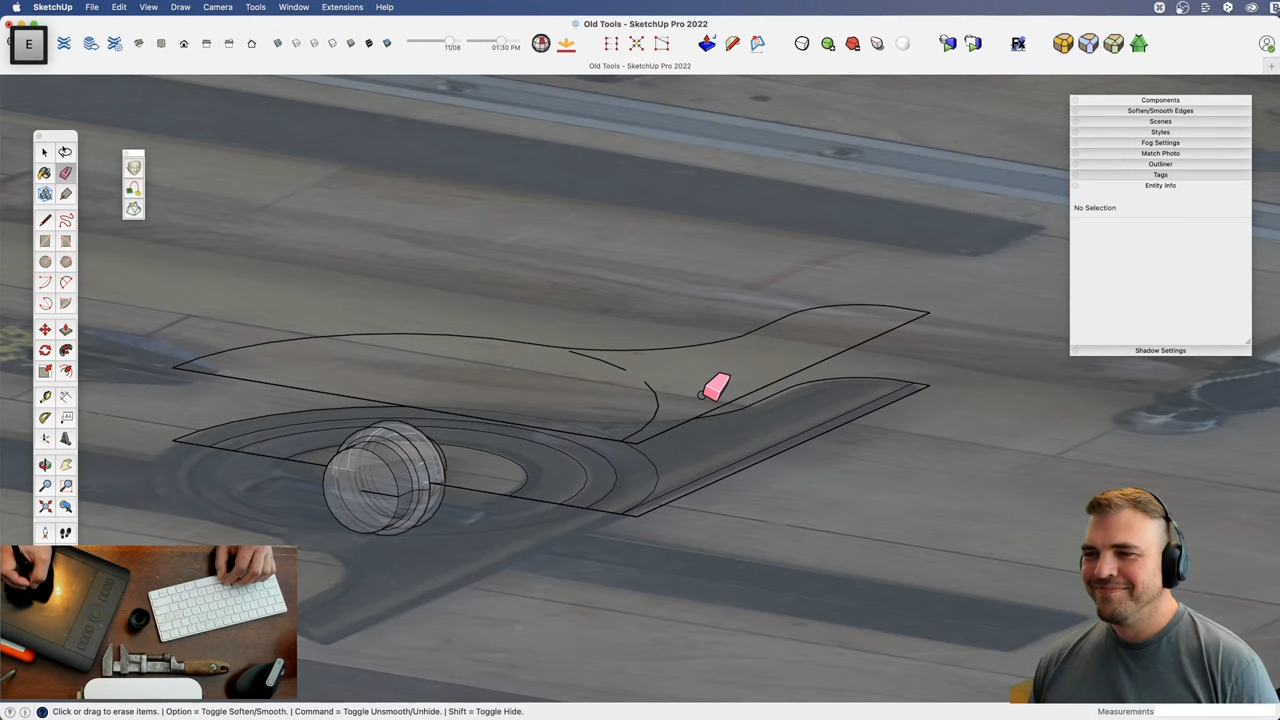 SketchUp File Edit View Draw Camera Tools Window Extensions Help
Old Tools - SketchUp Pro 2022
E
11/08
01:30 PM
FX
Old Tools - SketchUp Pro 2022
Components
Soften/Smooth Edges
Scenes
Styles
Fog Settings
Match Photo
Outliner
Tags
Entity Info
No Selection
Shadow Settings
Click or drag to erase items. | Option = Toggle Soften/Smooth. | Command = Toggle Unsmooth/Unhide. | Shift = Toggle Hide.
Measurements